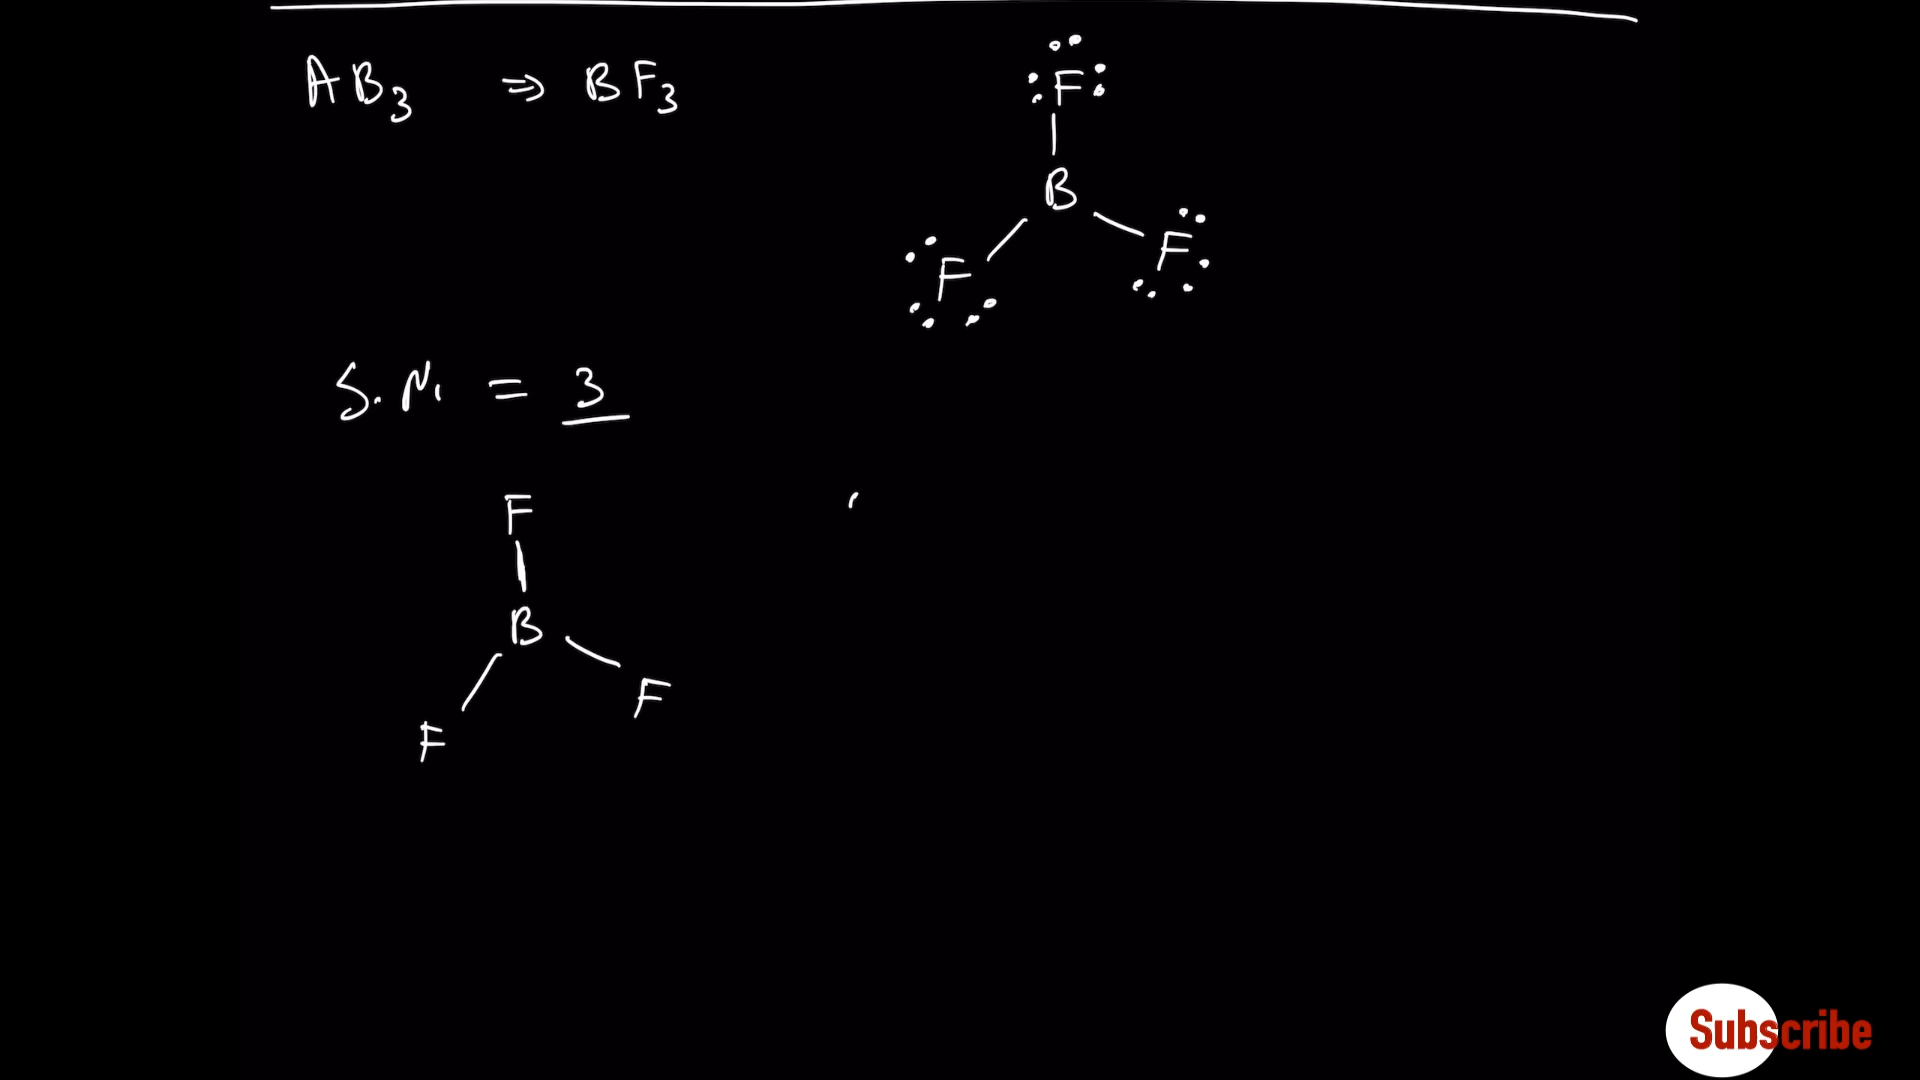 AB₃ ⇒ BF₃
F
B
F F
S.N. = 3
F
B
F
F
Subscribe